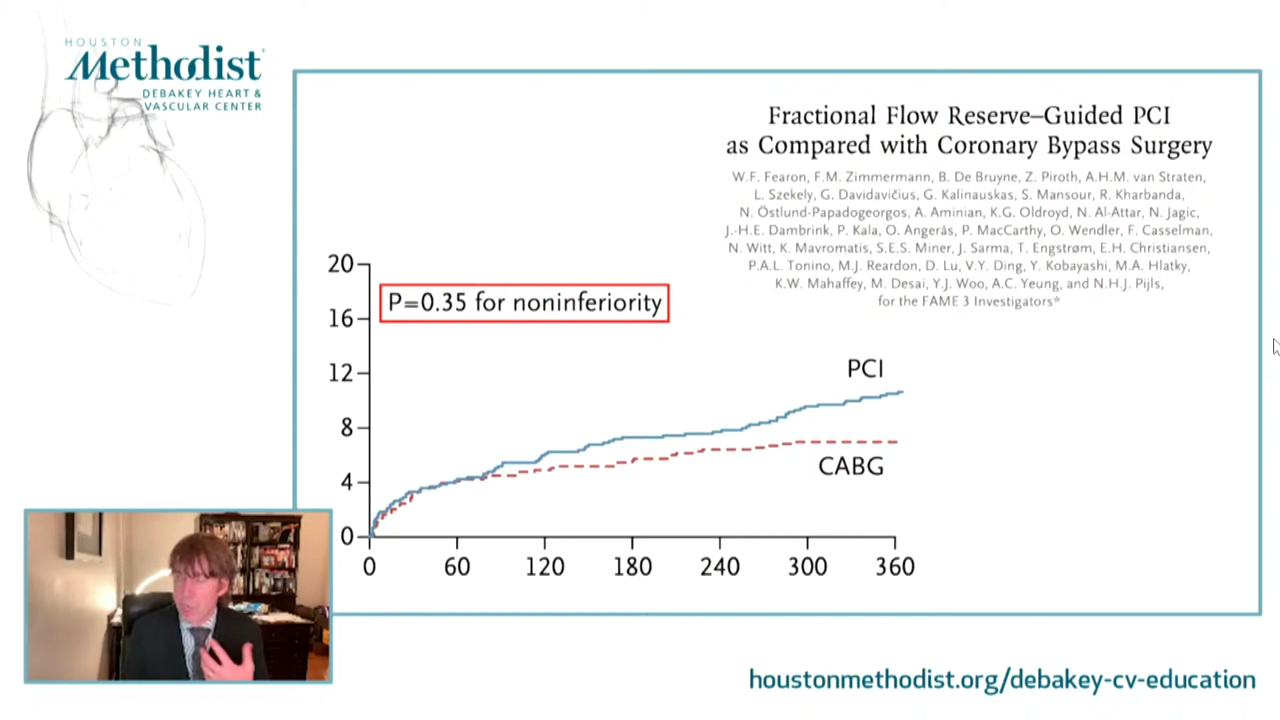 HOUSTON
Methodist
DEBAKEY HEART &
VASCULAR CENTER
Fractional Flow Reserve–Guided PCI
as Compared with Coronary Bypass Surgery
W.F. Fearon, F.M. Zimmermann, B. De Bruyne, Z. Piroth, A.H.M. van Straten,
L. Szekely, G. Davidavičius, G. Kalinauskas, S. Mansour, R. Kharbanda,
N. Östlund-Papadogeorgos, A. Aminian, K.G. Oldroyd, N. Al-Attar, N. Jagic,
J.-H.E. Dambrink, P. Kala, O. Angerås, P. MacCarthy, O. Wendler, F. Casselman,
N. Witt, K. Mavromatis, S.E.S. Miner, J. Sarma, T. Engstrøm, E.H. Christiansen,
P.A.L. Tonino, M.J. Reardon, D. Lu, V.Y. Ding, Y. Kobayashi, M.A. Hlatky,
K.W. Mahaffey, M. Desai, Y.J. Woo, A.C. Yeung, and N.H.J. Pijls,
for the FAME 3 Investigators*
P=0.35 for noninferiority
20
16
12
8
4
0
PCI
CABG
0 60 120 180 240 300 360
houstonmethodist.org/debakey-cv-education